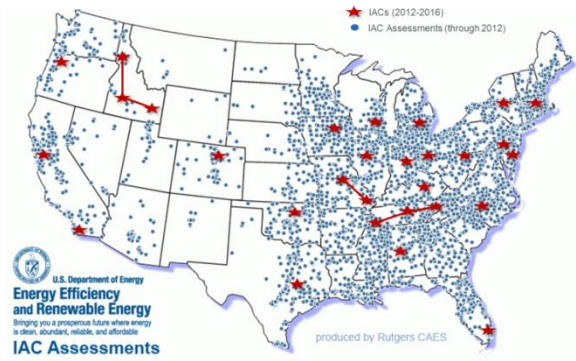 IACs (2012-2016)
IAC Assessments (through 2012)
U.S. Department of Energy
Energy Efficiency
and Renewable Energy
Bringing you a prosperous future where energy
is clean, abundant, reliable, and affordable
IAC Assessments
produced by Rutgers CAES